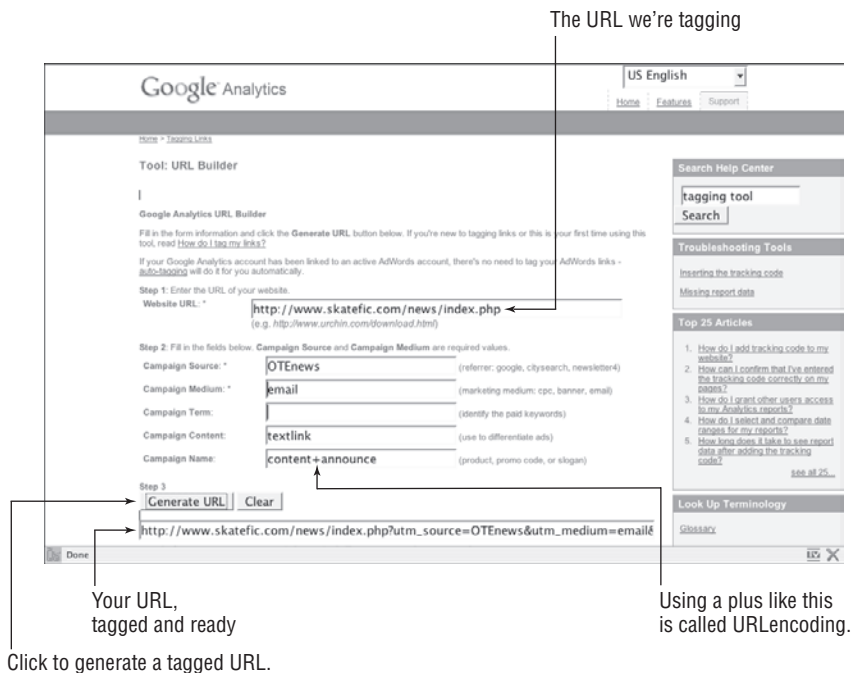 The URL we're tagging
Google Analytics
US English
Home Features Support
Home > Tagging Links
Tool: URL Builder
Google Analytics URL Builder
Fill in the form information and click the Generate URL button below. If you're new to tagging links or this is your first time using this
tool, read How do I tag my links?
If your Google Analytics account has been linked to an active AdWords account, there's no need to tag your AdWords links -
auto-tagging will do it for you automatically.
Step 1: Enter the URL of your website.
Website URL: *
http://www.skatefic.com/news/index.php
(e.g. http://www.urchin.com/download.html)
Step 2: Fill in the fields below. Campaign Source and Campaign Medium are required values.
Campaign Source: * OTEnews (referrer: google, citysearch, newsletter4)
Campaign Medium: * email (marketing medium: cpc, banner, email)
Campaign Term: (identify the paid keywords)
Campaign Content: textlink (use to differentiate ads)
Campaign Name: content+announce (product, promo code, or slogan)
Step 3
Generate URL Clear
http://www.skatefic.com/news/index.php?utm_source=OTEnews&utm_medium=email&
Search Help Center
tagging tool
Search
Troubleshooting Tools
Inserting the tracking code
Missing report data
Top 25 Articles
1. How do I add tracking code to my
website?
2. How can I confirm that I've entered
the tracking code correctly on my
pages?
3. How do I grant other users access
to my Analytics reports?
4. How do I select and compare date
ranges for my reports?
5. How long does it take to see report
data after adding the tracking
code?
see all 25...
Look Up Terminology
Glossary
Done
Your URL,
tagged and ready
Using a plus like this
is called URLencoding.
Click to generate a tagged URL.